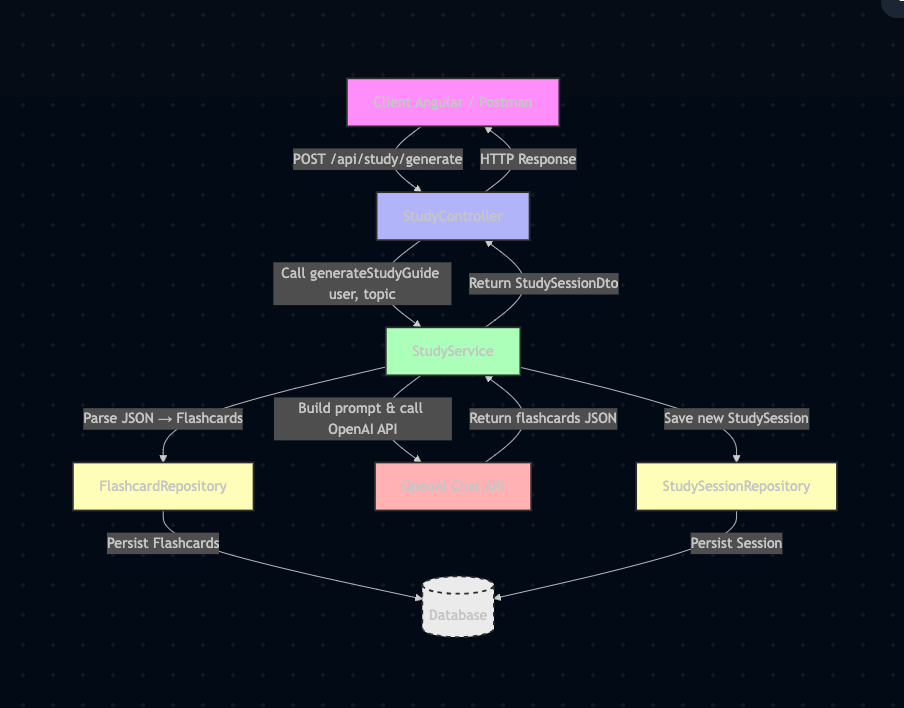 Client Angular / Postman
POST /api/study/generate
HTTP Response
StudyController
Call generateStudyGuide
user, topic
Return StudySessionDto
StudyService
Parse JSON → Flashcards
Build prompt & call
OpenAI API
Return flashcards JSON
Save new StudySession
FlashcardRepository
OpenAI Chat API
StudySessionRepository
Persist Flashcards
Persist Session
Database